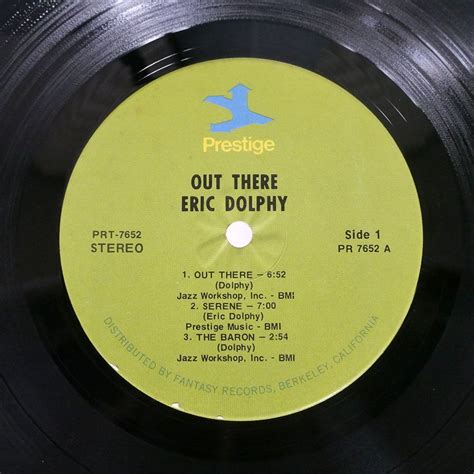 Prestige
OUT THERE
ERIC DOLPHY
PRT-7652
STEREO
Side 1
PR 7652 A
1. OUT THERE – 6:52
(Dolphy)
Jazz Workshop, Inc. - BMI
2. SERENE – 7:00
(Eric Dolphy)
Prestige Music - BMI
3. THE BARON – 2:54
(Dolphy)
Jazz Workshop, Inc. - BMI
DISTRIBUTED BY FANTASY RECORDS, BERKELEY, CALIFORNIA